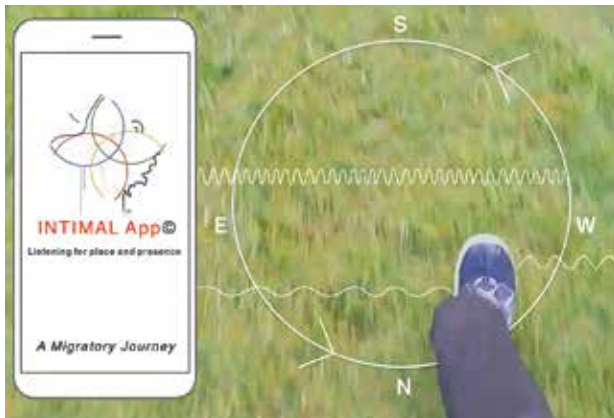 INTIMAL App©
Listening for place and presence
A Migratory Journey
S
E
W
N